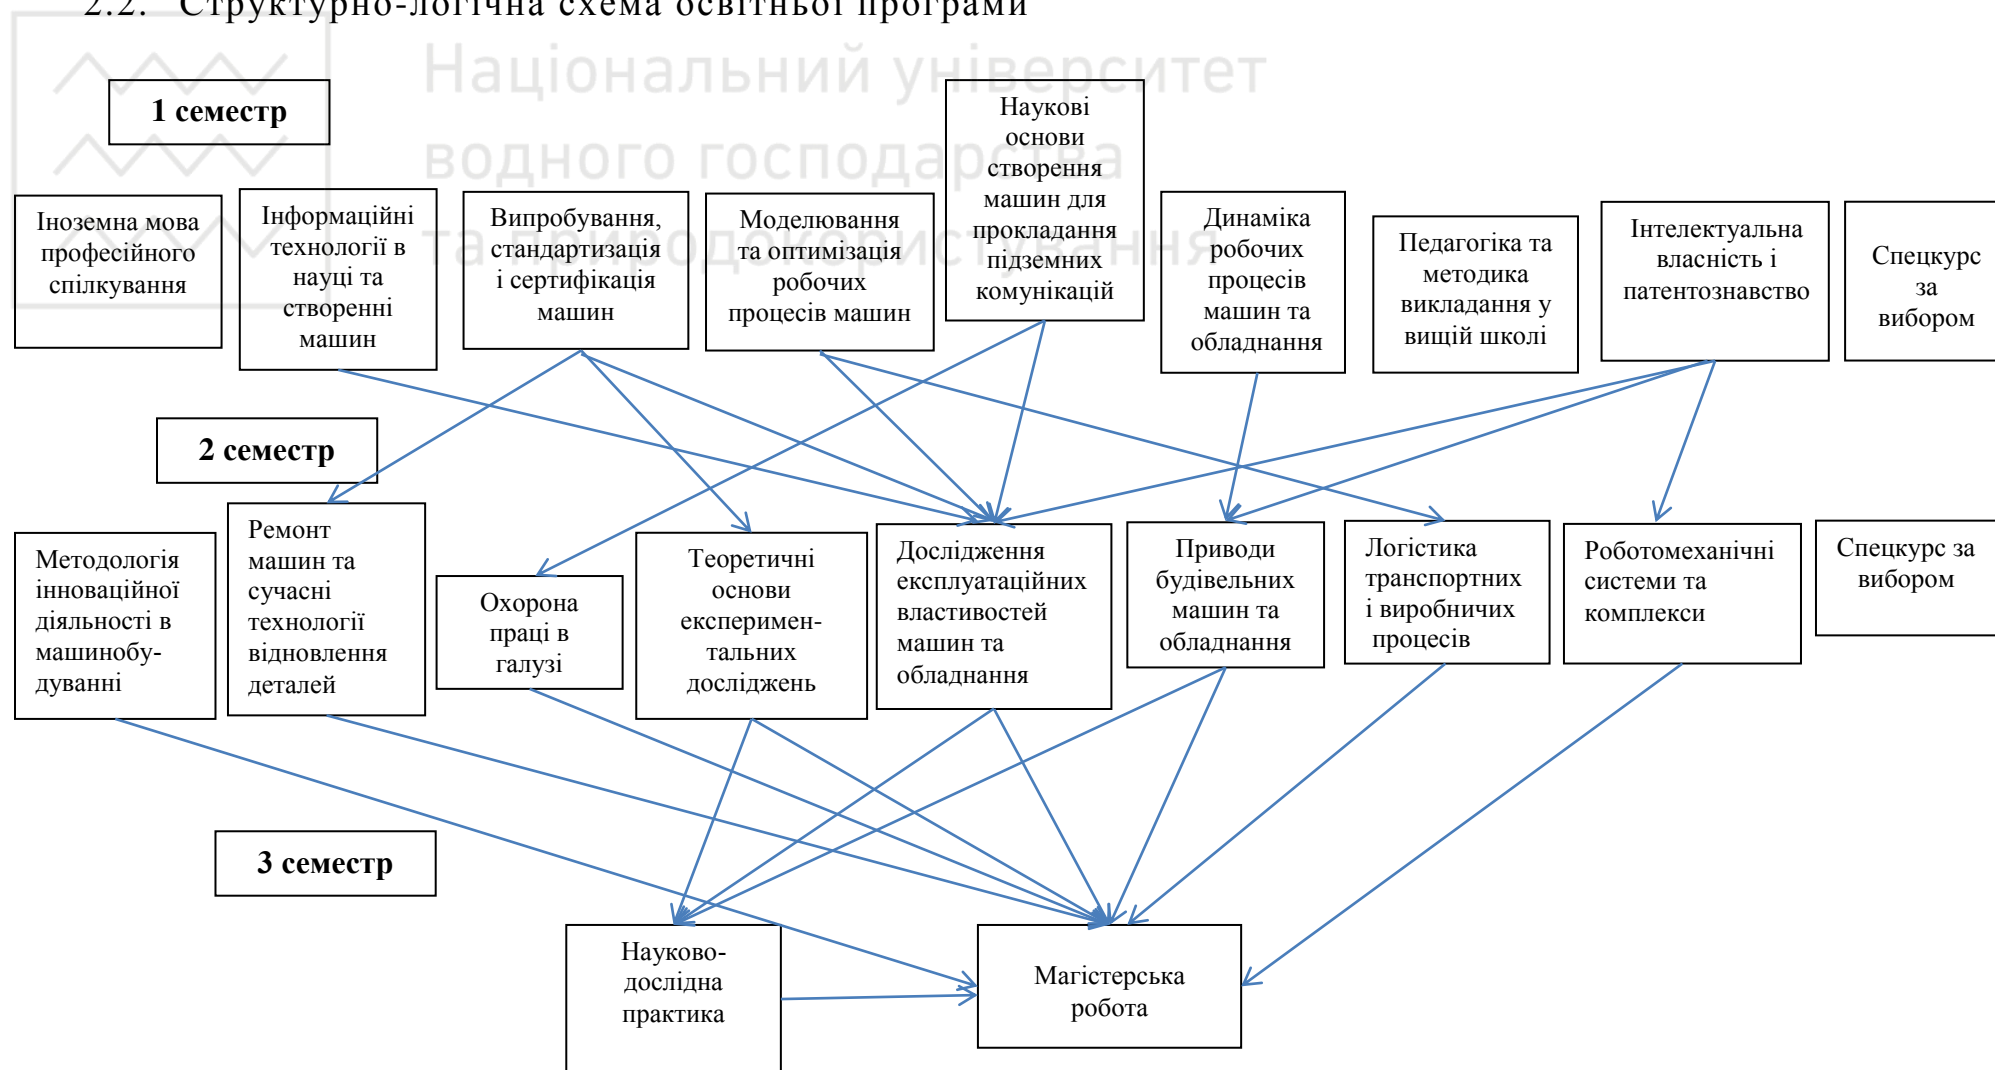 2.2. Структурно-логічна схема освітньої програми
Національний університет
водного господарства
та природокористування
1 семестр
Іноземна мова
професійного
спілкування
Інформаційні
технології в
науці та
створенні
машин
Випробування,
стандартизація
і сертифікація
машин
Моделювання
та оптимізація
робочих
процесів машин
Наукові
основи
створення
машин для
прокладання
підземних
комунікацій
Динаміка
робочих
процесів
машин та
обладнання
Педагогіка та
методика
викладання у
вищій школі
Інтелектуальна
власність і
патентознавство
Спецкурс
за
вибором
2 семестр
Методологія
інноваційної
діяльності в
машинобу-
дуванні
Ремонт
машин та
сучасні
технології
відновлення
деталей
Охорона
праці в
галузі
Теоретичні
основи
експеримен-
тальних
досліджень
Дослідження
експлуатаційних
властивостей
машин та
обладнання
Приводи
будівельних
машин та
обладнання
Логістика
транспортних
і виробничих
процесів
Роботомеханічні
системи та
комплекси
Спецкурс за
вибором
3 семестр
Науково-
дослідна
практика
Магістерська
робота